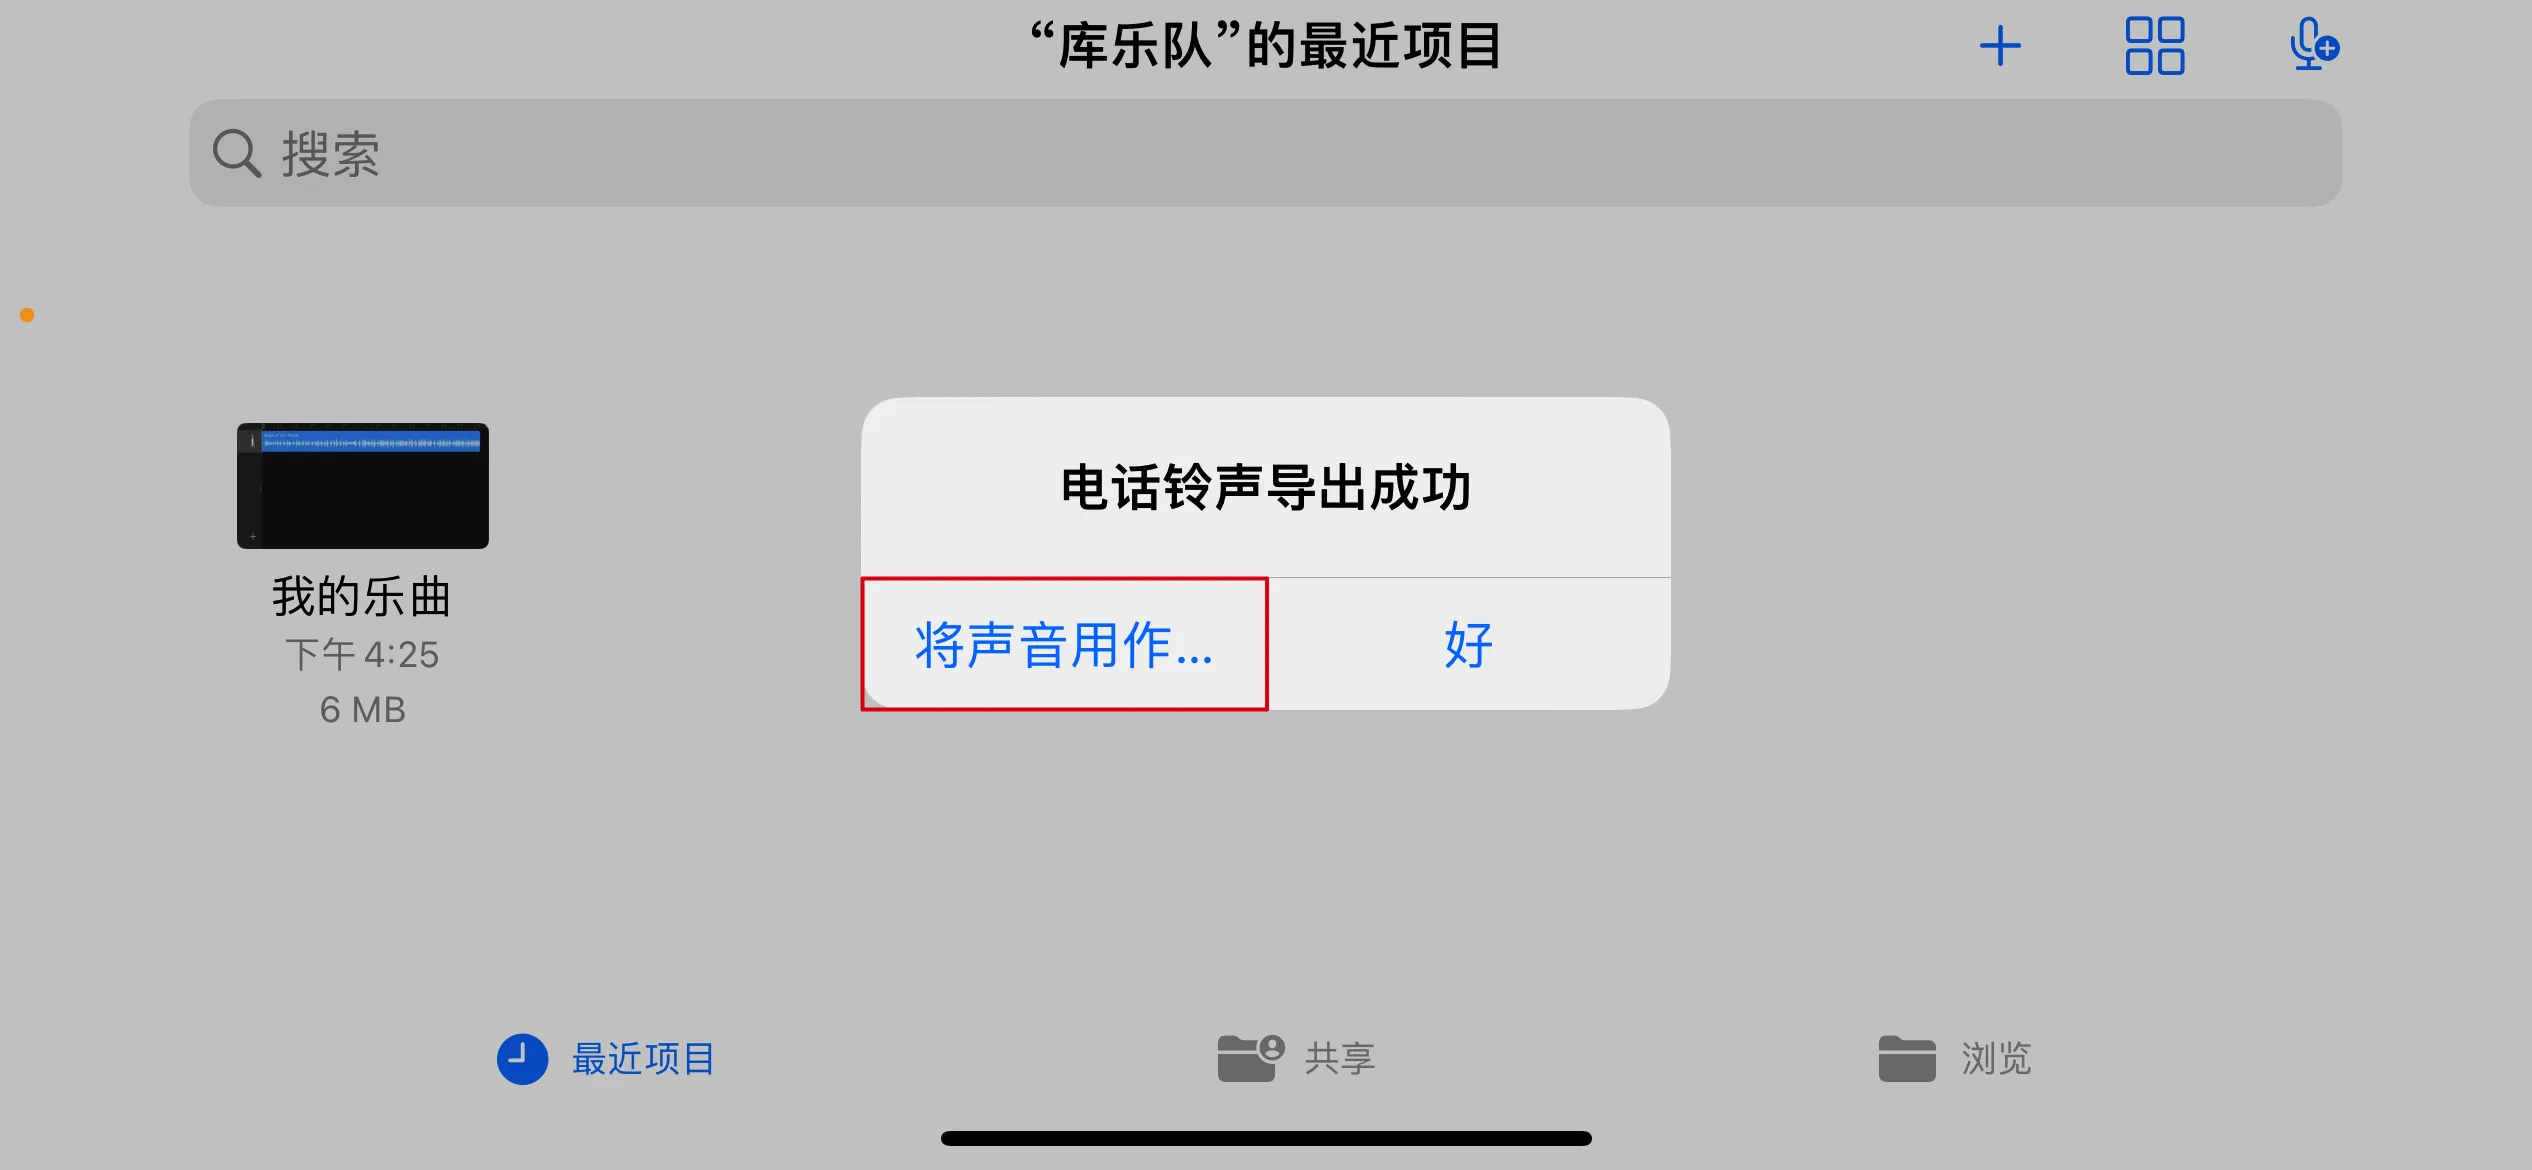 “库乐队”的最近项目
搜索
我的乐曲
下午 4:25
6 MB
电话铃声导出成功
将声音用作...
好
最近项目
共享
浏览